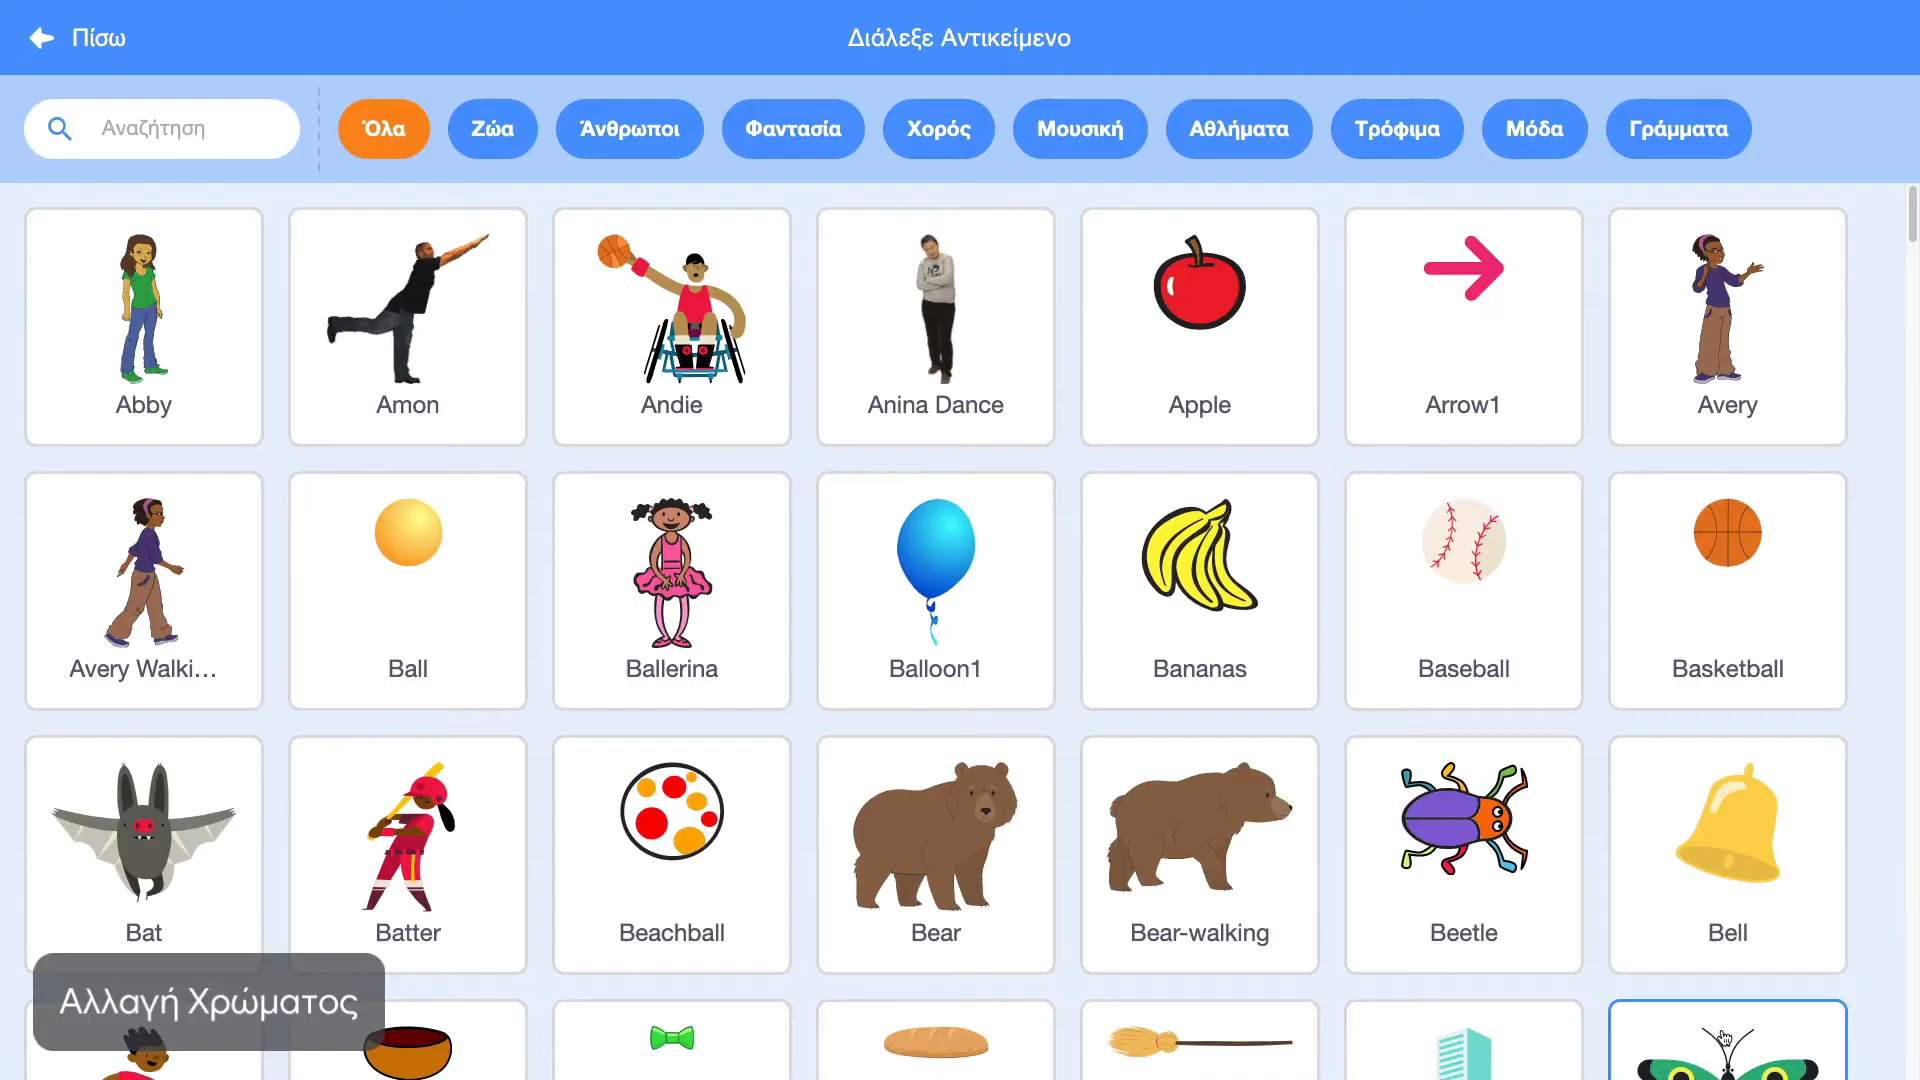 Πίσω
Διάλεξε Αντικείμενο
Αναζήτηση
Όλα
Ζώα
Άνθρωποι
Φαντασία
Χορός
Μουσική
Αθλήματα
Τρόφιμα
Μόδα
Γράμματα
Abby
Amon
Andie
Anina Dance
Apple
Arrow1
Avery
Avery Walki...
Ball
Ballerina
Balloon1
Bananas
Baseball
Basketball
Bat
Batter
Beachball
Bear
Bear-walking
Beetle
Bell
Αλλαγή Χρώματος